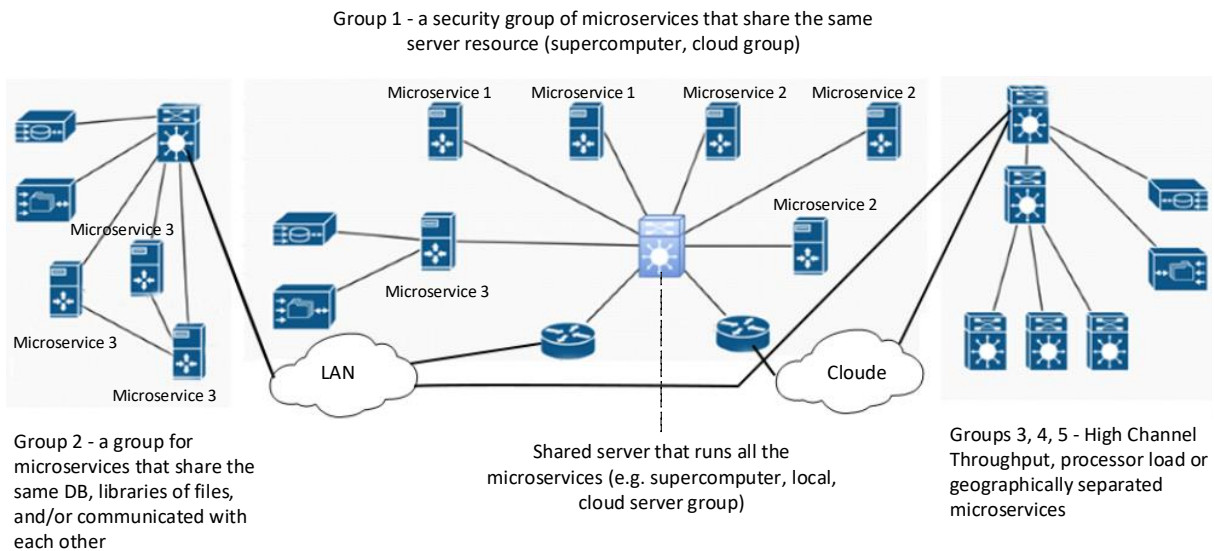 Group 1 - a security group of microservices that share the same
server resource (supercomputer, cloud group)
Microservice 1
Microservice 1
Microservice 2
Microservice 2
Microservice 2
Microservice 3
Microservice 3
Microservice 3
Microservice 3
LAN
Cloude
Group 2 - a group for
microservices that share the
same DB, libraries of files,
and/or communicated with
each other
Shared server that runs all the
microservices (e.g. supercomputer, local,
cloud server group)
Groups 3, 4, 5 - High Channel
Throughput, processor load or
geographically separated
microservices